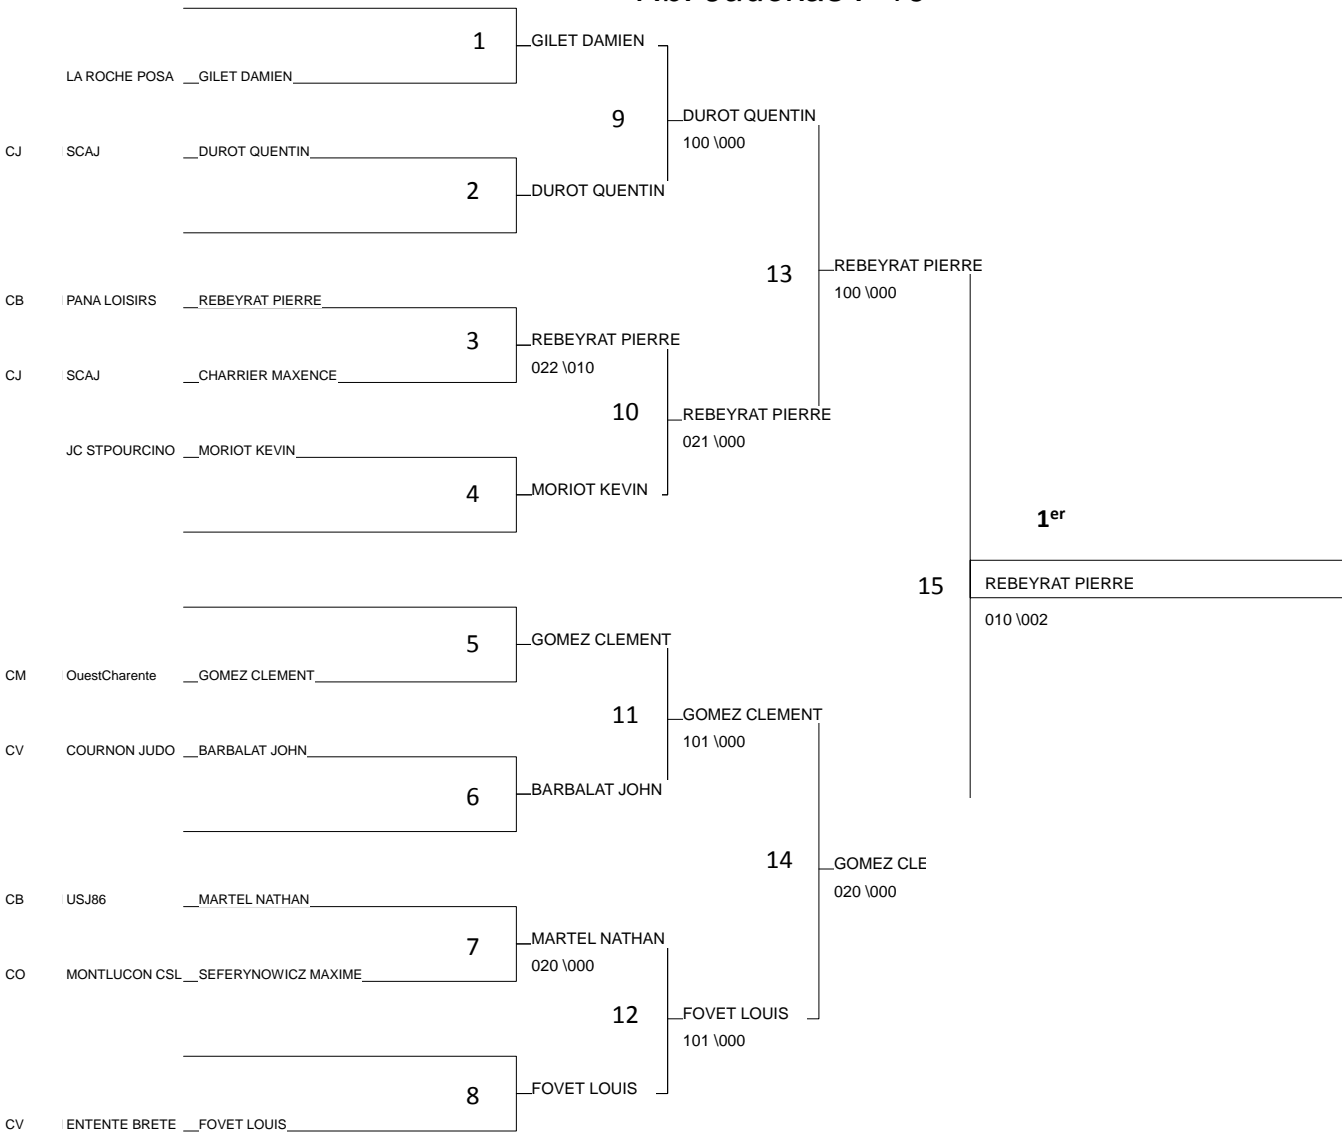 1
GILET DAMIEN
LA ROCHE POSA GILET DAMIEN
9
DUROT QUENTIN
100 \000
CJ SCAJ DUROT QUENTIN
2
DUROT QUENTIN
13
REBEYRAT PIERRE
100 \000
CB PANA LOISIRS REBEYRAT PIERRE
3
REBEYRAT PIERRE
022 \010
CJ SCAJ CHARRIER MAXENCE
10
REBEYRAT PIERRE
021 \000
JC STPOURCINO MORIOT KEVIN
4
MORIOT KEVIN
1er
15
REBEYRAT PIERRE
010 \002
5
GOMEZ CLEMENT
CM OuestCharente GOMEZ CLEMENT
11
GOMEZ CLEMENT
101 \000
CV COURNON JUDO BARBALAT JOHN
6
BARBALAT JOHN
14
GOMEZ CLE
020 \000
CB USJ86 MARTEL NATHAN
7
MARTEL NATHAN
020 \000
CO MONTLUCON CSL SEFERYNOWICZ MAXIME
12
FOVET LOUIS
101 \000
8
FOVET LOUIS
CV ENTENTE BRETE FOVET LOUIS